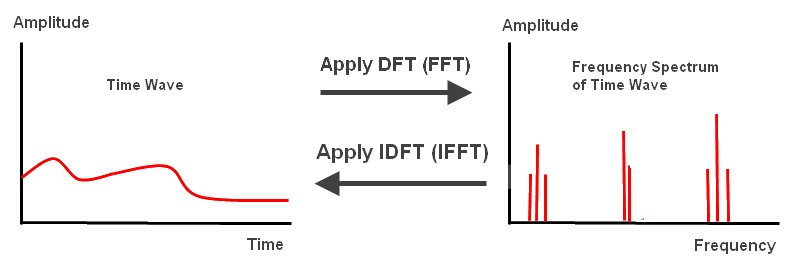 Amplitude
Time Wave
Time
Apply DFT (FFT)
Apply IDFT (IFFT)
Amplitude
Frequency Spectrum
of Time Wave
Frequency